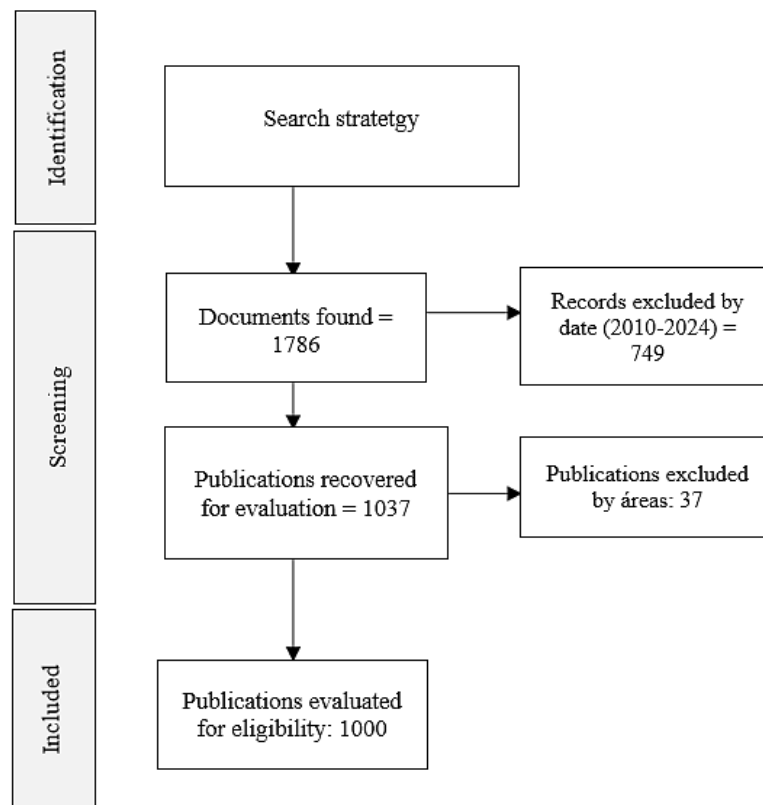 Identification
Search stratetgy
Screening
Documents found =
1786
Records excluded by
date (2010-2024) =
749
Publications recovered
for evaluation = 1037
Publications excluded
by áreas: 37
Included
Publications evaluated
for eligibility: 1000